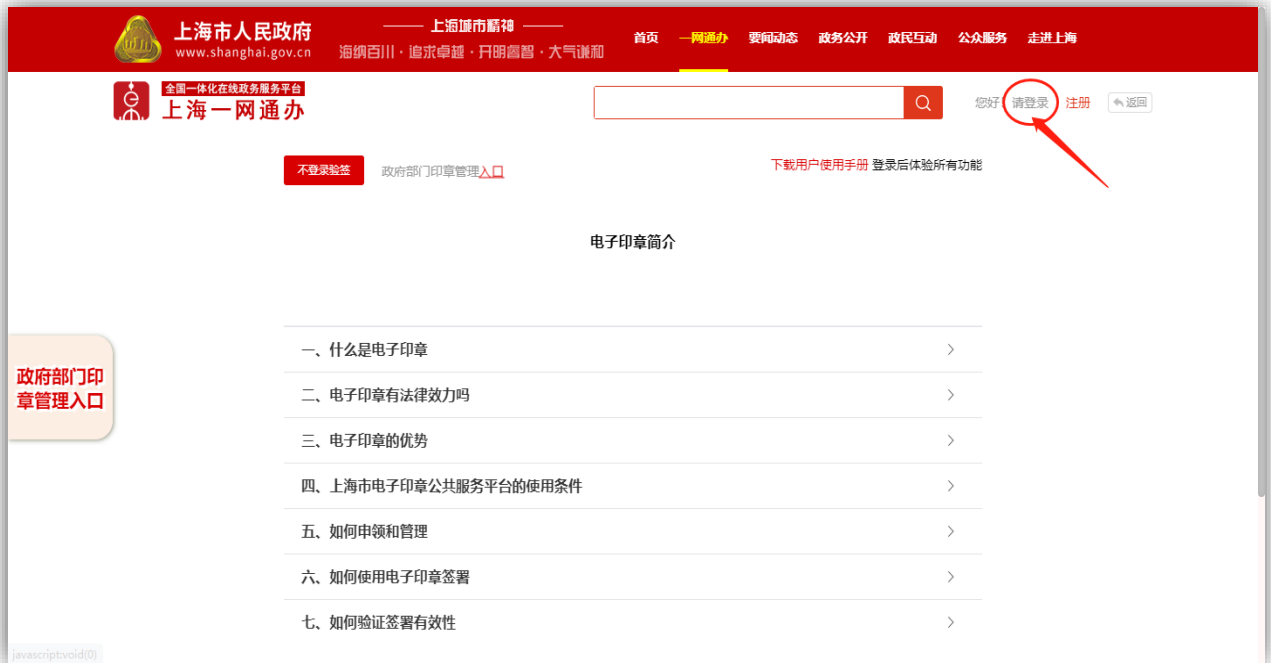 上海市人民政府
www.shanghai.gov.cn
上海城市精神
海纳百川·追求卓越·开明睿智·大气谦和
首页 一网通办 要闻动态 政务公开 政民互动 公众服务 走进上海
全国一体化在线政务服务平台
上海一网通办
您好! 请登录 注册 返回
不登录验签 政府部门印章管理入口
下载用户使用手册 登录后体验所有功能
电子印章简介
一、什么是电子印章
二、电子印章有法律效力吗
三、电子印章的优势
四、上海市电子印章公共服务平台的使用条件
五、如何申领和管理
六、如何使用电子印章签署
七、如何验证签署有效性
政府部门印
章管理入口
javascript:void(0)